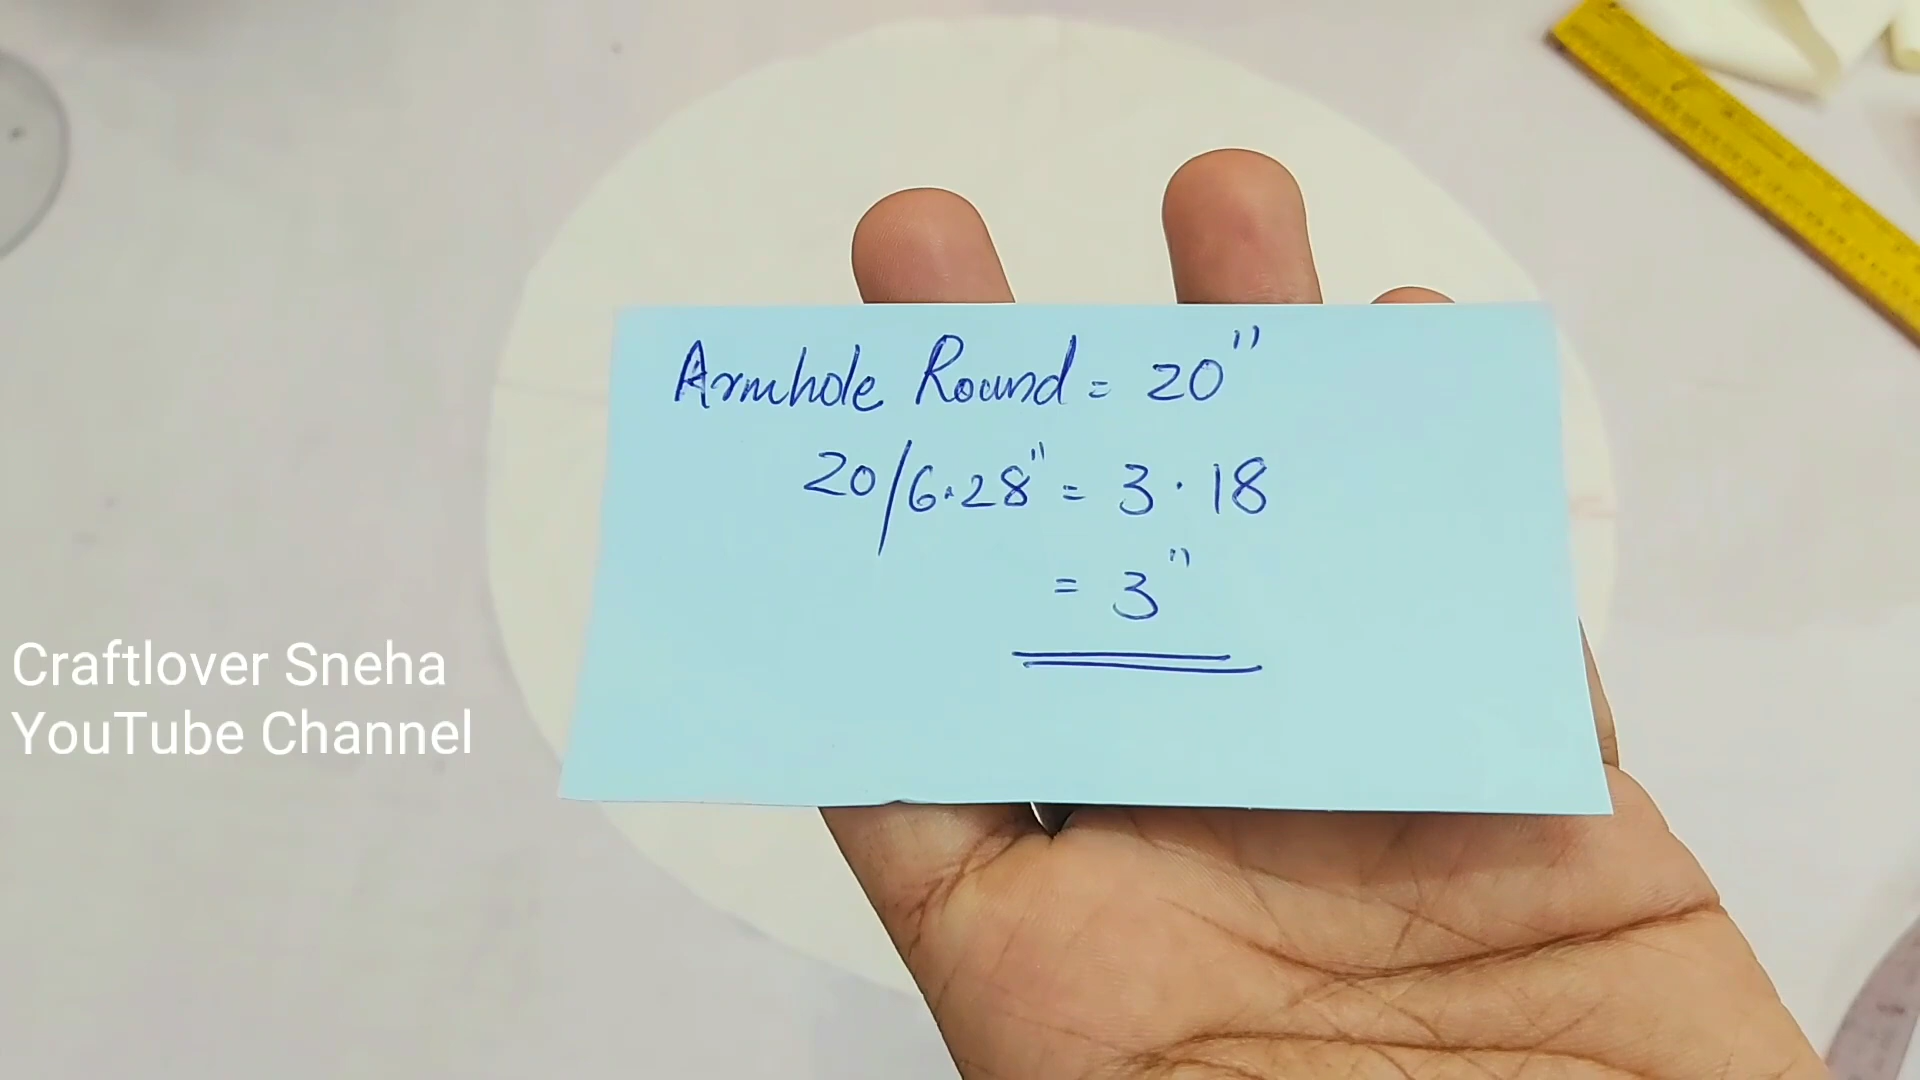 Armhole Round = 20"
20/6.28" = 3.18
= 3"
Craftlover Sneha
YouTube Channel